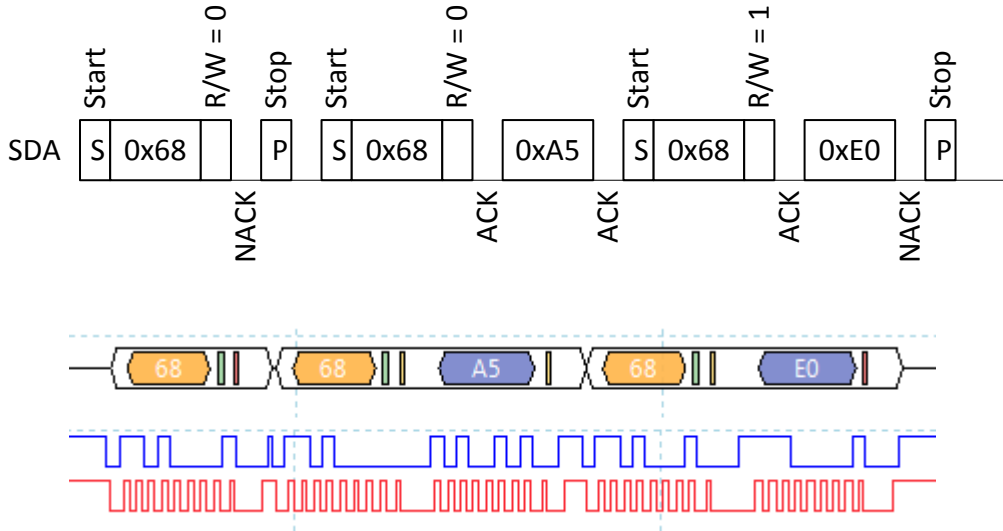 Start
R/W = 0
Stop
Start
R/W = 0
Start
R/W = 1
Stop
SDA S 0x68 P S 0x68 0xA5 S 0x68 0xE0 P
NACK
ACK
ACK
ACK
NACK
68 68 A5 68 E0